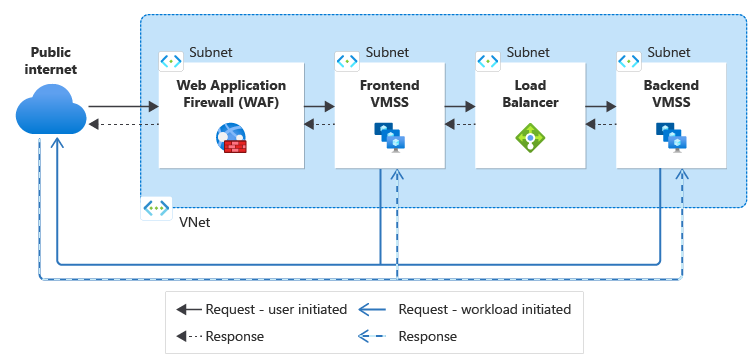 Public
internet
Subnet
Web Application
Firewall (WAF)
Subnet
Frontend
VMSS
Subnet
Load
Balancer
Subnet
Backend
VMSS
VNet
Request - user initiated
Request - workload initiated
Response
Response